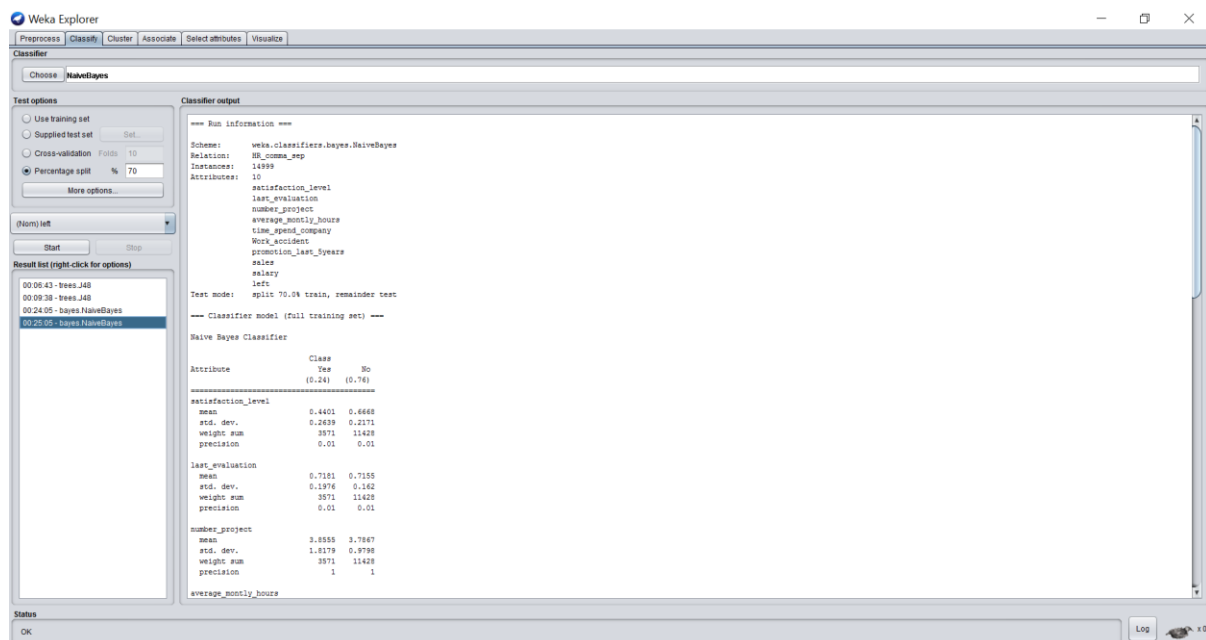 Weka Explorer
Preprocess Classify Cluster Associate Select attributes Visualize
Classifier
Choose NaiveBayes
Test options
Use training set
Supplied test set Set...
Cross-validation Folds 10
Percentage split % 70
More options...
(Nom) left
Start Stop
Result list (right-click for options)
00:06:43 - trees.J48
00:09:38 - trees.J48
00:24:05 - bayes.NaiveBayes
00:25:05 - bayes.NaiveBayes
Classifier output
=== Run information ===
Scheme: weka.classifiers.bayes.NaiveBayes
Relation: HR_comma_sep
Instances: 14999
Attributes: 10
satisfaction_level
last_evaluation
number_project
average_montly_hours
time_spend_company
Work_accident
promotion_last_5years
sales
salary
left
Test mode: split 70.0% train, remainder test
=== Classifier model (full training set) ===
Naive Bayes Classifier
Class
Attribute Yes No
(0.24) (0.76)
=============================================
satisfaction_level
mean 0.4401 0.6668
std. dev. 0.2639 0.2171
weight sum 3571 11428
precision 0.01 0.01
last_evaluation
mean 0.7181 0.7155
std. dev. 0.1976 0.162
weight sum 3571 11428
precision 0.01 0.01
number_project
mean 3.8555 3.7867
std. dev. 1.8179 0.9798
weight sum 3571 11428
precision 1 1
average_montly_hours
Status
OK
Log
x 0